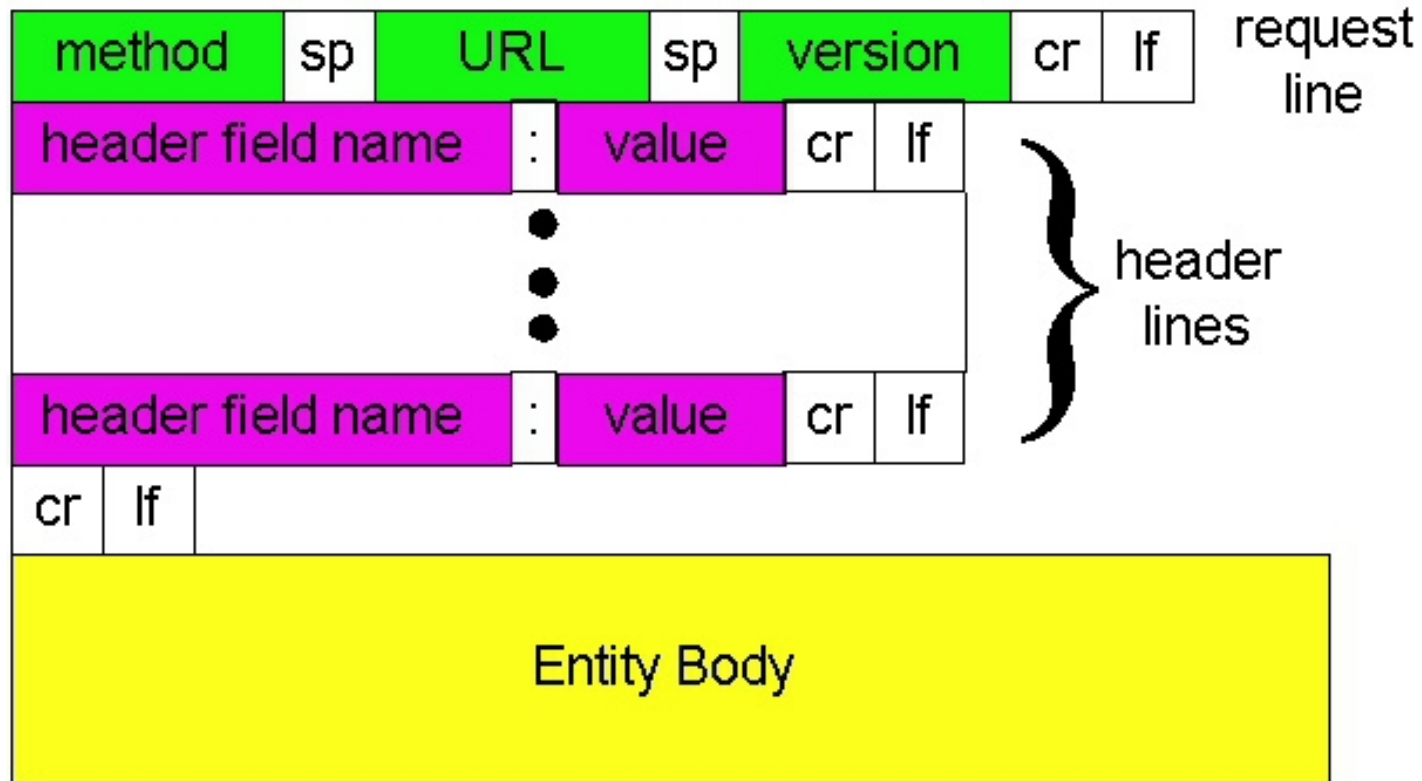 method sp URL sp version cr lf request line
header field name : value cr lf
header lines
header field name : value cr lf
cr lf
Entity Body